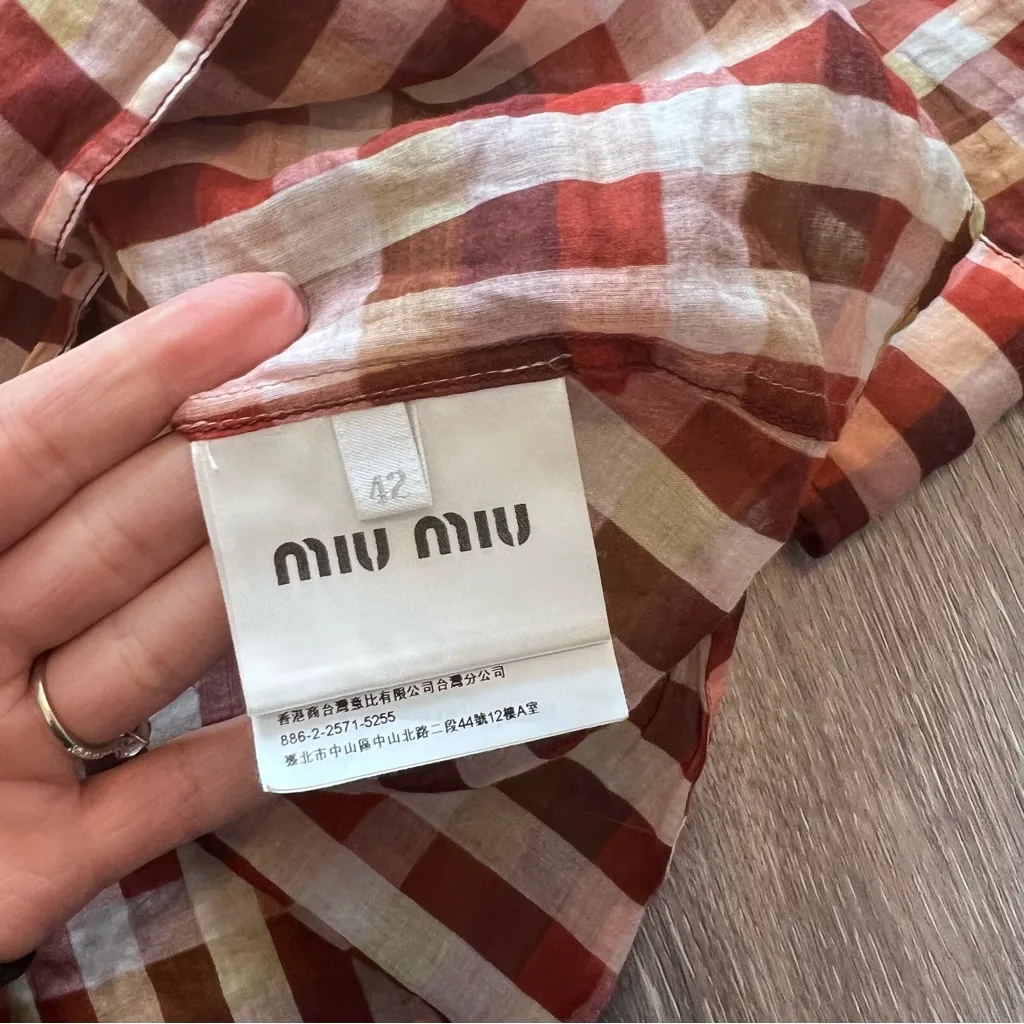 42
miu miu
香港商台灣意比有限公司台灣分公司
886-2-2571-5255
臺北市中山區中山北路二段44號12樓A室